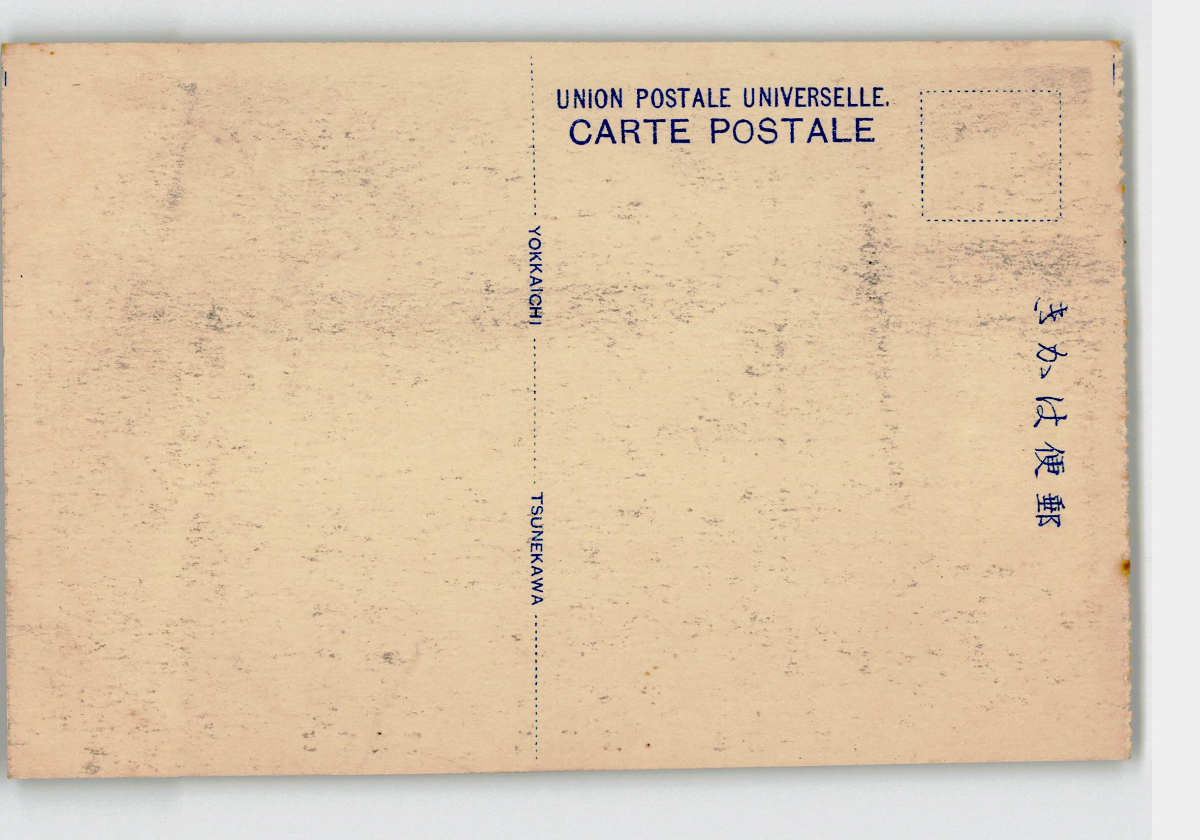 UNION POSTALE UNIVERSELLE.
CARTE POSTALE
YOKKAICHI
TSUNEKAWA
きかは便郵